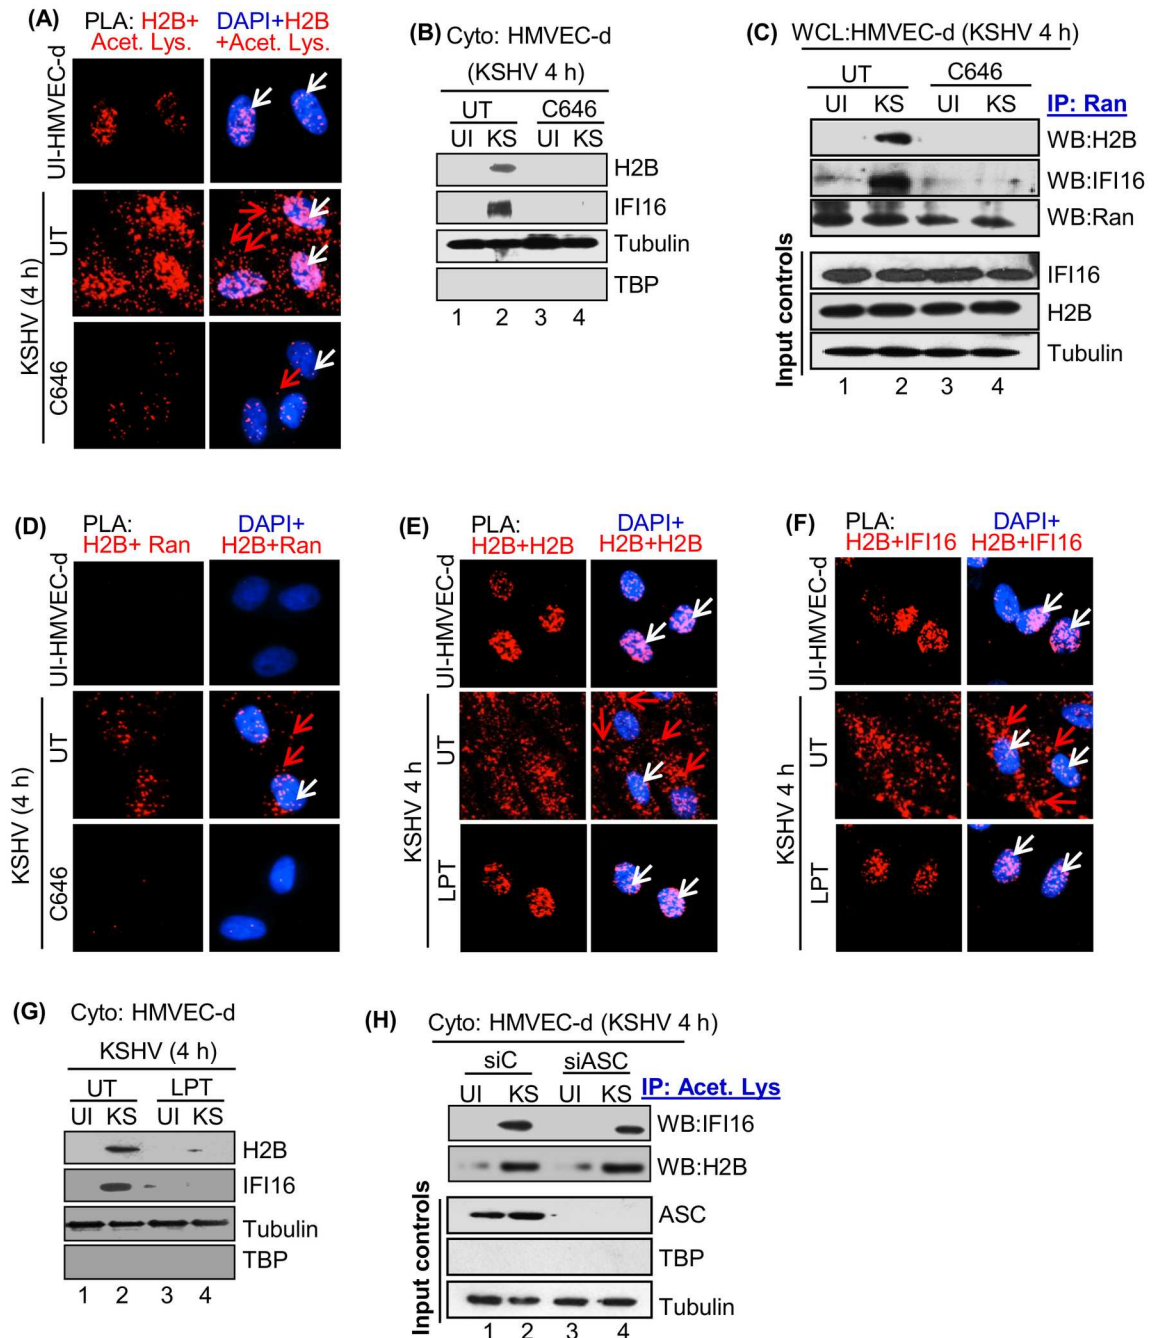 (A)
PLA: H2B+
Acet. Lys.
DAPI+H2B
+Acet. Lys.
UI-HMVEC-d
KSHV (4 h)
UT
C646
(B) Cyto: HMVEC-d
(KSHV 4 h)
UT C646
UI KS UI KS
H2B
IFI16
Tubulin
TBP
1 2 3 4
(C) WCL:HMVEC-d (KSHV 4 h)
UT C646
UI KS UI KS IP: Ran
WB:H2B
WB:IFI16
WB:Ran
Input controls
IFI16
H2B
Tubulin
1 2 3 4
(D) PLA:
H2B+ Ran
DAPI+
H2B+Ran
UI-HMVEC-d
KSHV (4 h)
UT
C646
(E) PLA:
H2B+H2B
DAPI+
H2B+H2B
UI-HMVEC-d
KSHV 4 h
UT
LPT
(F) PLA:
H2B+IFI16
DAPI+
H2B+IFI16
UI-HMVEC-d
KSHV 4 h
UT
LPT
(G) Cyto: HMVEC-d
KSHV (4 h)
UT LPT
UI KS UI KS
H2B
IFI16
Tubulin
TBP
1 2 3 4
(H) Cyto: HMVEC-d (KSHV 4 h)
siC siASC
UI KS UI KS IP: Acet. Lys
WB:IFI16
WB:H2B
Input controls
ASC
TBP
Tubulin
1 2 3 4